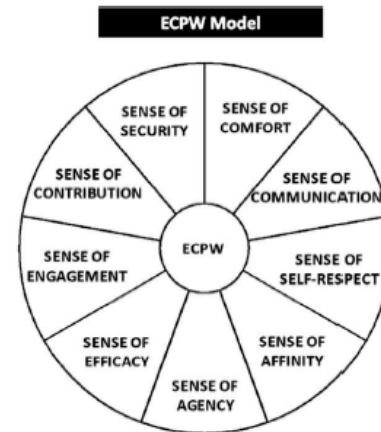 ECPW Model
SENSE OF
SECURITY
SENSE OF
COMFORT
SENSE OF
CONTRIBUTION
SENSE OF
COMMUNICATION
ECPW
SENSE OF
ENGAGEMENT
SENSE OF
SELF-RESPECT
SENSE OF
EFFICACY
SENSE OF
AFFINITY
SENSE OF
AGENCY